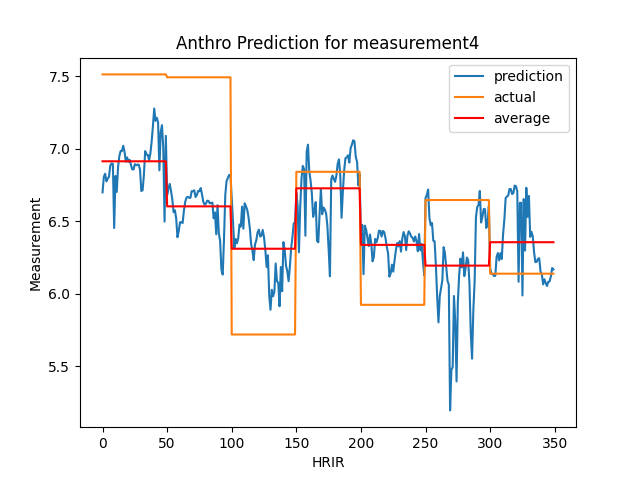 Anthro Prediction for measurement4
prediction
actual
average
Measurement
7.5
7.0
6.5
6.0
5.5
0 50 100 150 200 250 300 350
HRIR